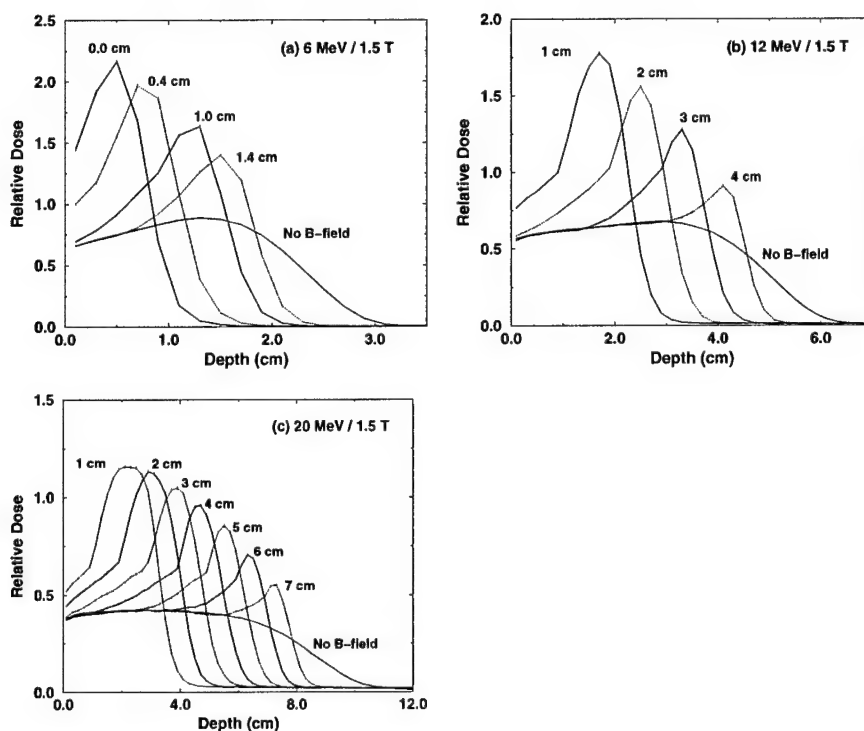 (a) 6 MeV / 1.5 T
0.0 cm
0.4 cm
1.0 cm
1.4 cm
No B-field
Relative Dose
2.5
2.0
1.5
1.0
0.5
0.0
0.0 1.0 2.0 3.0
Depth (cm)
(b) 12 MeV / 1.5 T
1 cm
2 cm
3 cm
4 cm
No B-field
Relative Dose
2.0
1.5
1.0
0.5
0.0
0.0 2.0 4.0 6.0
Depth (cm)
(c) 20 MeV / 1.5 T
1 cm
2 cm
3 cm
4 cm
5 cm
6 cm
7 cm
No B-field
Relative Dose
1.5
1.0
0.5
0.0
0.0 4.0 8.0 12.0
Depth (cm)